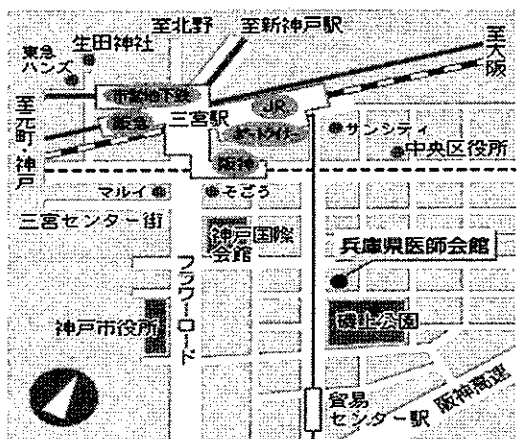 至北野
至新神戸駅
生田神社
東急
ハンズ
至大阪
市営地下鉄
JR
阪急
三宮駅
ポートライナー
サンシティ
至元町・神戸
阪神
中央区役所
マルイ
そごう
三宮センター街
神戸国際
会館
兵庫県医師会館
フラワーロード
磯上公園
神戸市役所
貿易
センター駅
阪神高速